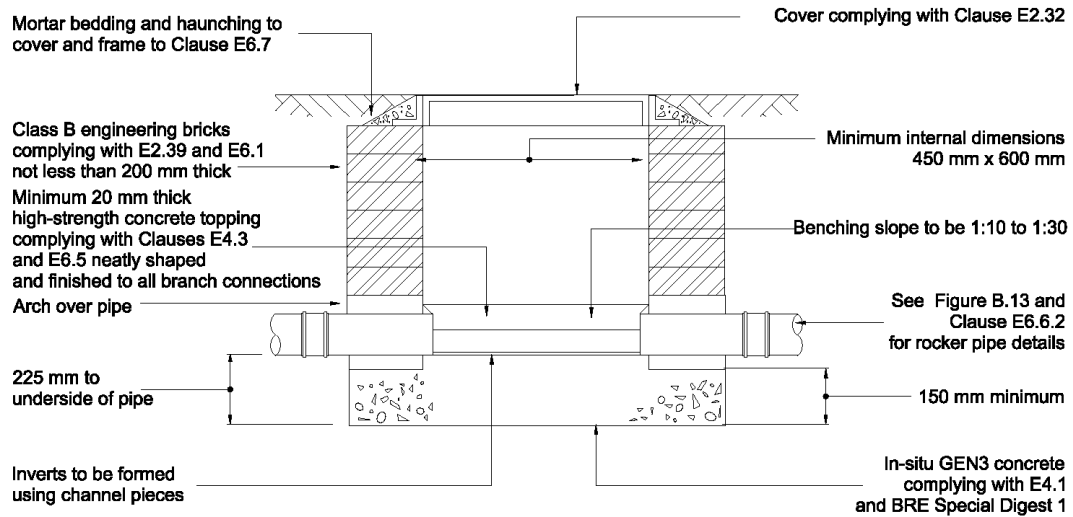 Mortar bedding and haunching to
cover and frame to Clause E6.7
Cover complying with Clause E2.32
Class B engineering bricks
complying with E2.39 and E6.1
not less than 200 mm thick
Minimum internal dimensions
450 mm x 600 mm
Minimum 20 mm thick
high-strength concrete topping
complying with Clauses E4.3
and E6.5 neatly shaped
and finished to all branch connections
Benching slope to be 1:10 to 1:30
Arch over pipe
See Figure B.13 and
Clause E6.6.2
for rocker pipe details
225 mm to
underside of pipe
150 mm minimum
Inverts to be formed
using channel pieces
In-situ GEN3 concrete
complying with E4.1
and BRE Special Digest 1